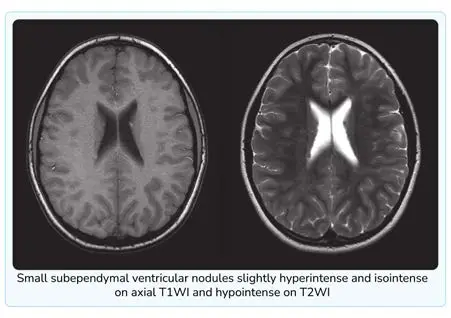 Small subependymal ventricular nodules slightly hyperintense and isointense
on axial T1WI and hypointense on T2WI